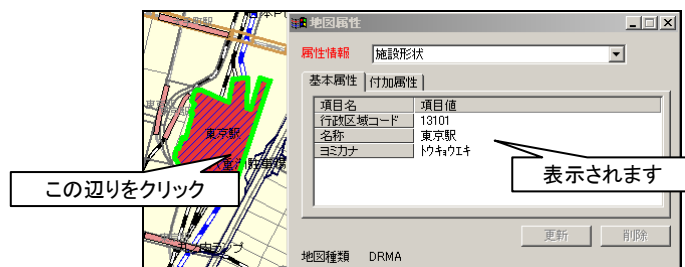 地図属性
属性情報
施設形状
基本属性
付加属性
項目名 項目値
行政区域コード 13101
名称 東京駅
ヨミカナ トウキョウエキ
東京駅
この辺りをクリック
表示されます
更新 削除
地図種類 DRMA